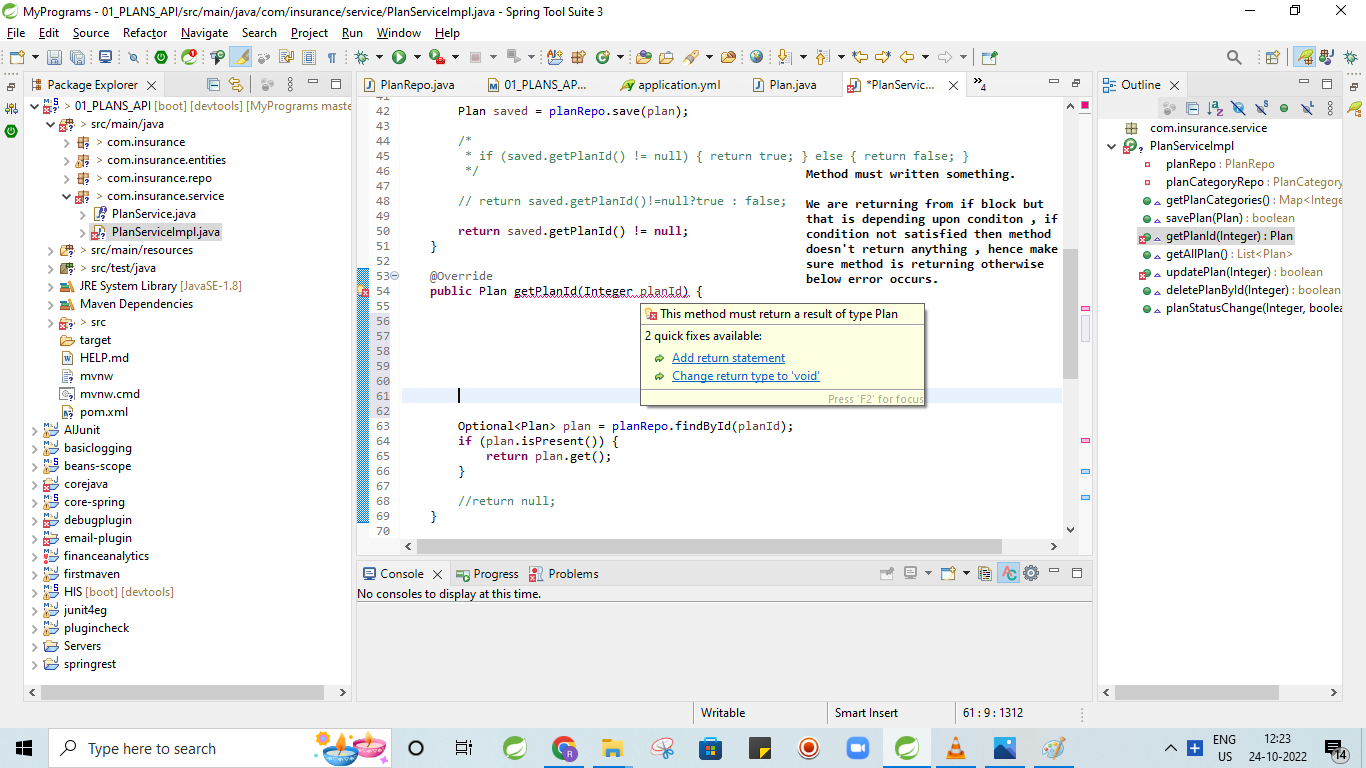 MyPrograms - 01_PLANS_API/src/main/java/com/insurance/service/PlanServiceImpl.java - Spring Tool Suite 3
File Edit Source Refactor Navigate Search Project Run Window Help
Package Explorer
> 01_PLANS_API [boot] [devtools] [MyPrograms maste
> src/main/java
> com.insurance
> com.insurance.entities
> com.insurance.repo
> com.insurance.service
PlanService.java
PlanServiceImpl.java
> src/main/resources
> src/test/java
JRE System Library [JavaSE-1.8]
Maven Dependencies
> src
target
HELP.md
mvnw
mvnw.cmd
pom.xml
AIJunit
basiclogging
beans-scope
corejava
core-spring
debugplugin
email-plugin
financeanalytics
firstmaven
HIS [boot] [devtools]
junit4eg
plugincheck
Servers
springrest
PlanRepo.java 01_PLANS_AP... application.yml Plan.java *PlanServic... »4
41
42 Plan saved = planRepo.save(plan);
43
44 /*
45 * if (saved.getPlanId() != null) { return true; } else { return false; }
46 */
47
48 // return saved.getPlanId()!=null?true : false;
49
50 return saved.getPlanId() != null;
51 }
52
53 @Override
54 public Plan getPlanId(Integer planId) {
55
56
57
58
59
60
61
62
63 Optional<Plan> plan = planRepo.findById(planId);
64 if (plan.isPresent()) {
65 return plan.get();
66 }
67
68 //return null;
69 }
70
Method must written something.
We are returning from if block but
that is depending upon conditon , if
condition not satisfied then method
doesn't return anything , hence make
sure method is returning otherwise
below error occurs.
This method must return a result of type Plan
2 quick fixes available:
Add return statement
Change return type to 'void'
Press 'F2' for focus
Console Progress Problems
No consoles to display at this time.
Outline
com.insurance.service
PlanServiceImpl
planRepo : PlanRepo
planCategoryRepo : PlanCategory
getPlanCategories() : Map<Intege
savePlan(Plan) : boolean
getPlanId(Integer) : Plan
getAllPlan() : List<Plan>
updatePlan(Integer) : boolean
deletePlanById(Integer) : boolean
planStatusChange(Integer, boolea
Writable Smart Insert 61 : 9 : 1312
Type here to search
ENG
US
12:23
24-10-2022
14